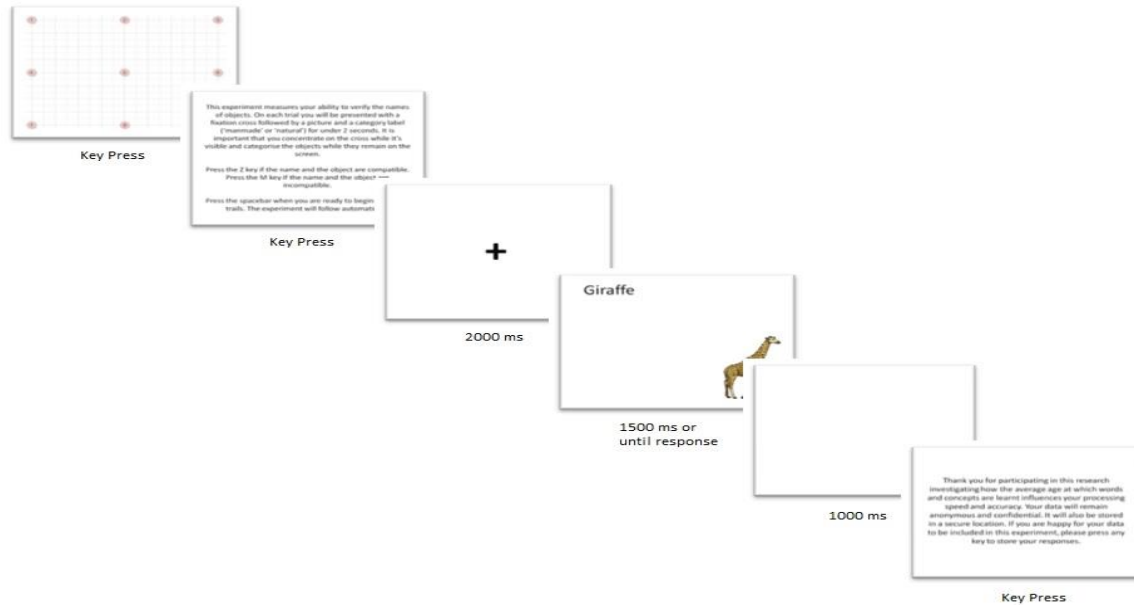 Key Press
This experiment measures your ability to verify the names
of objects. On each trial you will be presented with a
fixation cross followed by a picture and a category label
('manmade' or 'natural') for under 2 seconds. It is
important that you concentrate on the cross while it's
visible and categorise the objects while they remain on the
screen.
Press the Z key if the name and the object are compatible.
Press the M key if the name and the object
incompatible.
Press the spacebar when you are ready to begin
trails. The experiment will follow
Key Press
+
2000 ms
Giraffe
1500 ms or
until response
1000 ms
Thank you for participating in this research
investigating how the average age at which words
and concepts are learnt influences your processing
speed and accuracy. Your data will remain
anonymous and confidential. It will also be stored
in a secure location. If you are happy for your data
to be included in this experiment, please press any
key to store your responses.
Key Press